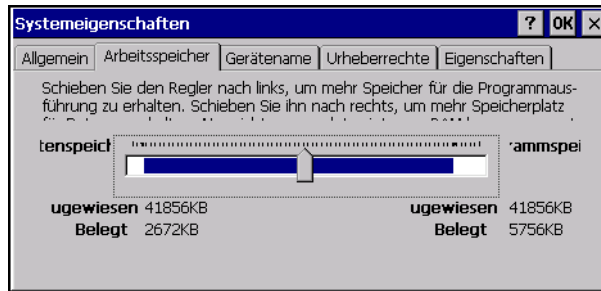 Systemeigenschaften ? OK ×
Allgemein Arbeitsspeicher Gerätename Urheberrechte Eigenschaften
Schieben Sie den Regler nach links, um mehr Speicher für die Programmaus-
führung zu erhalten. Schieben Sie ihn nach rechts, um mehr Speicherplatz
tenspeich rammspei
ugewiesen 41856KB ugewiesen 41856KB
Belegt 2672KB Belegt 5756KB